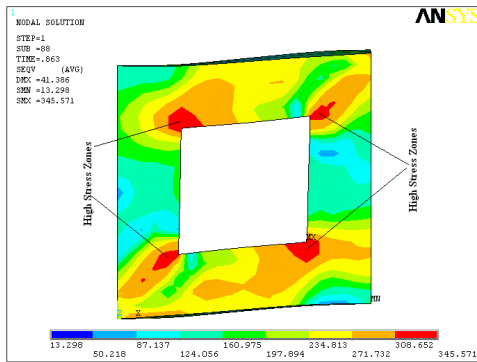 1
ANSYS
NODAL SOLUTION
STEP=1
SUB =88
TIME=.863
SEQV (AVG)
DMX =41.386
SMN =13.298
SMX =345.571
High Stress Zones
High Stress Zones
MX
MN
Z X
13.298 87.137 160.975 234.813 308.652
50.218 124.056 197.894 271.732 345.571